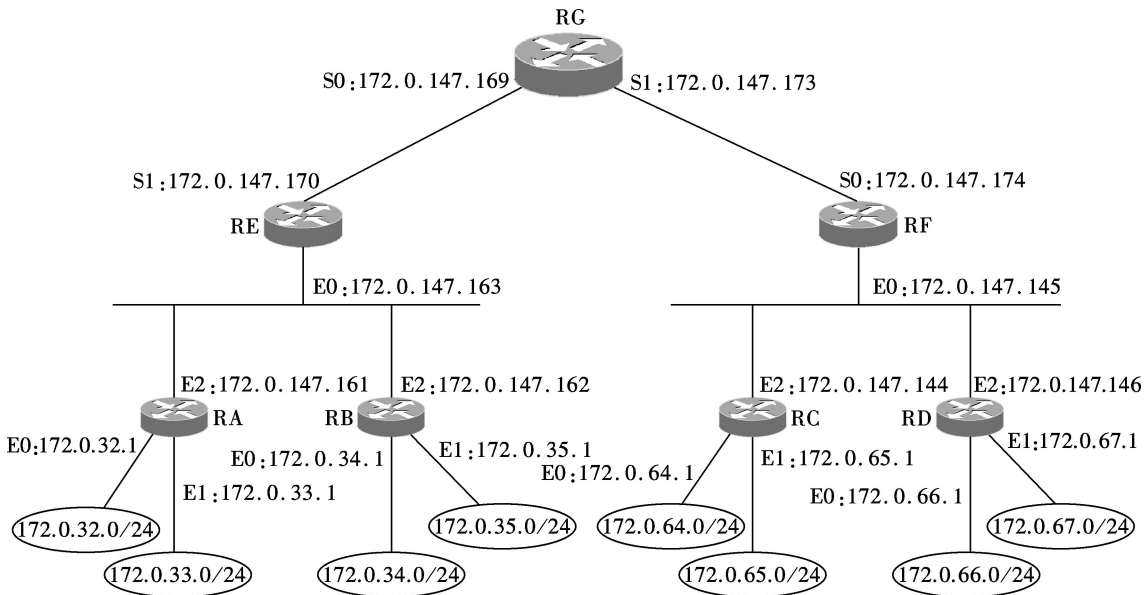 RG
S0:172.0.147.169
S1:172.0.147.173
S1:172.0.147.170
S0:172.0.147.174
RE
RF
E0:172.0.147.163
E0:172.0.147.145
E2:172.0.147.161
E2:172.0.147.162
E2:172.0.147.144
E2:172.0.147.146
RA
RB
RC
RD
E0:172.0.32.1
E1:172.0.33.1
E0:172.0.34.1
E1:172.0.35.1
E0:172.0.64.1
E1:172.0.65.1
E0:172.0.66.1
E1:172.0.67.1
172.0.32.0/24
172.0.35.0/24
172.0.64.0/24
172.0.67.0/24
172.0.33.0/24
172.0.34.0/24
172.0.65.0/24
172.0.66.0/24